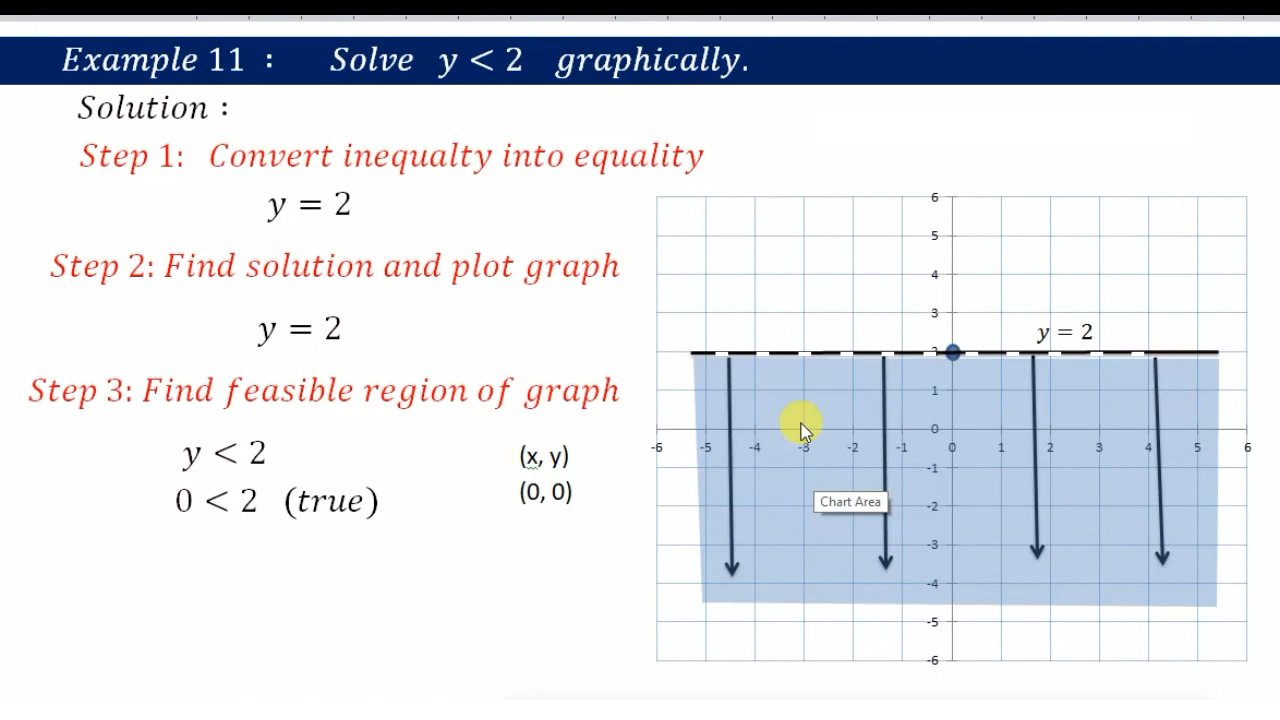 Example 11 : Solve y < 2 graphically.
Solution :
Step 1: Convert inequalty into equality
y = 2
Step 2: Find solution and plot graph
y = 2
Step 3: Find feasible region of graph
y < 2
0 < 2 (true)
(x, y)
(0, 0)
6
5
4
3
y = 2
2
1
0
-6 -5 -4 -3 -2 -1 0 1 2 3 4 5 6
-1
-2
Chart Area
-3
-4
-5
-6